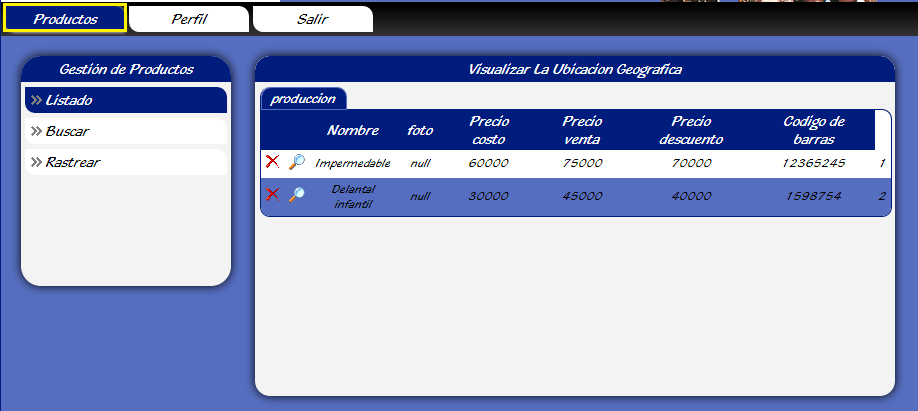 Productos Perfil Salir
Gestión de Productos
Listado
Buscar
Rastrear
Visualizar La Ubicacion Geografica
produccion
Nombre foto Precio costo Precio venta Precio descuento Codigo de barras
Impermedable null 60000 75000 70000 12365245 1
Delantal infantil null 30000 45000 40000 1598754 2